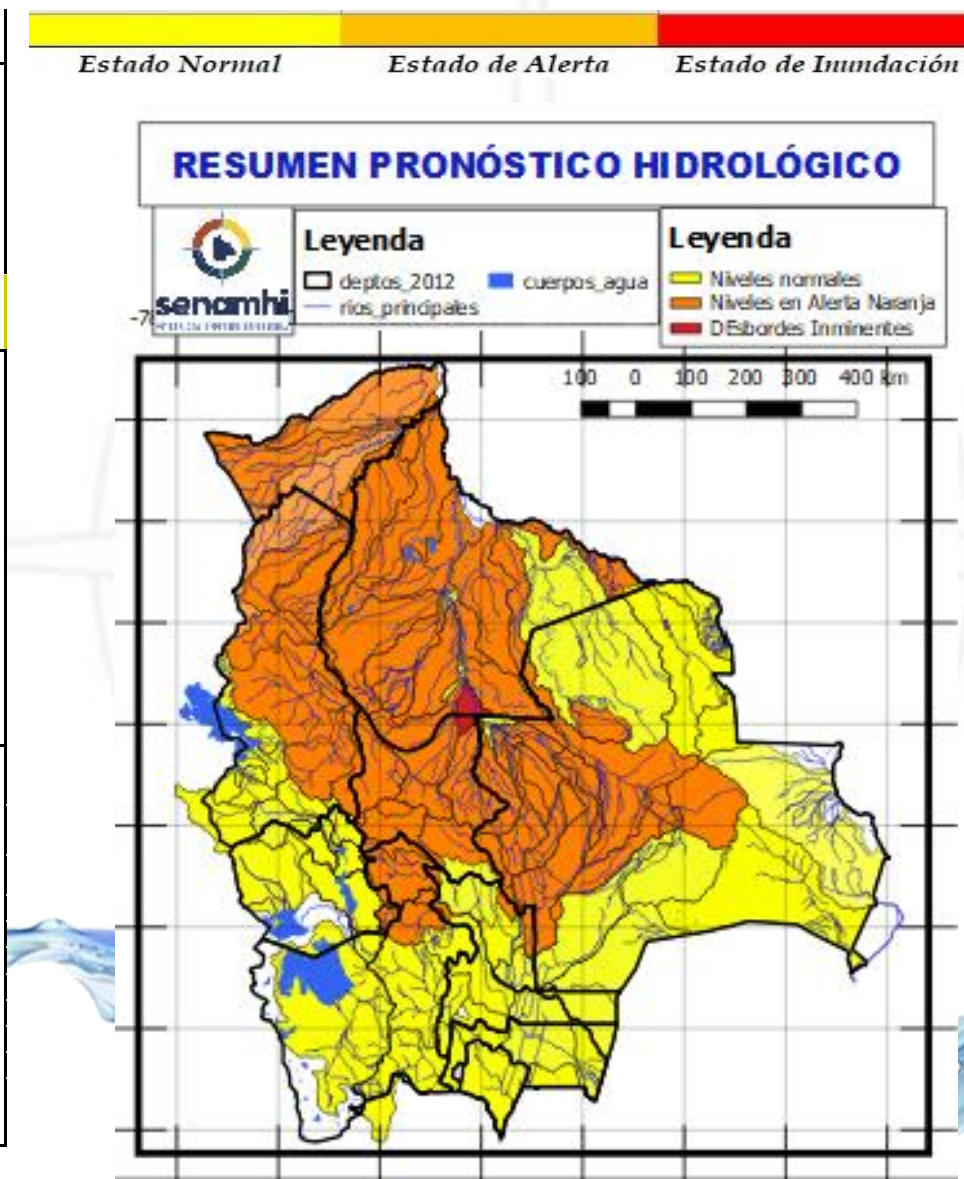 Estado Normal Estado de Alerta Estado de Inundación
RESUMEN PRONÓSTICO HIDROLÓGICO
senamhi
Leyenda
deptos_2012 cuerpos_agua
rios_principales
Leyenda
Niveles normales
Niveles en Alerta Naranja
DEsbordes Inminentes
100 0 100 200 300 400 km